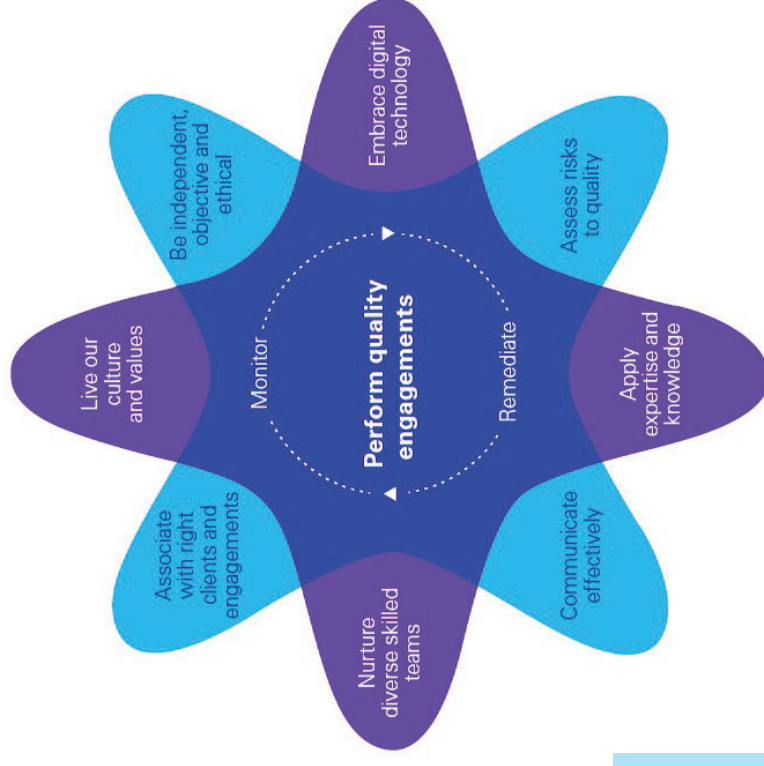 Live our
culture
and values
Be independent,
objective and
ethical
Embrace digital
technology
Assess risks
to quality
Apply
expertise and
knowledge
Communicate
effectively
Nurture
diverse skilled
teams
Associate
with right
clients and
engagements
Monitor
Perform quality
engagements
Remediate